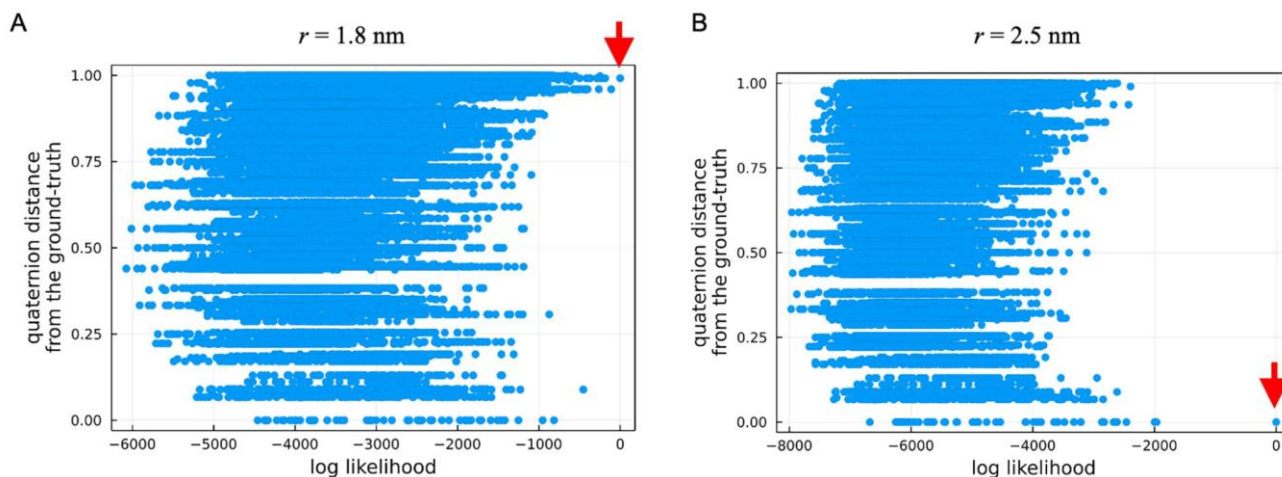 A
r = 1.8 nm
quaternion distance
from the ground-truth
1.00
0.75
0.50
0.25
0.00
−6000
−5000
−4000
−3000
−2000
−1000
0
log likelihood
B
r = 2.5 nm
quaternion distance
from the ground-truth
1.00
0.75
0.50
0.25
0.00
−8000
−6000
−4000
−2000
0
log likelihood